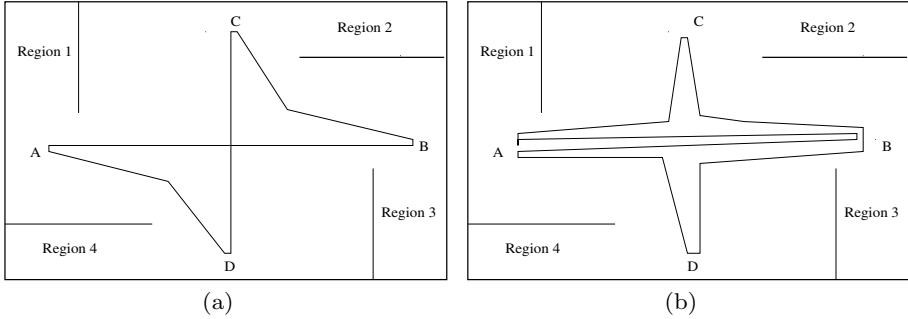 C
Region 2
Region 1
A
B
Region 3
Region 4
D
(a)
C
Region 2
Region 1
A
B
Region 3
Region 4
D
(b)